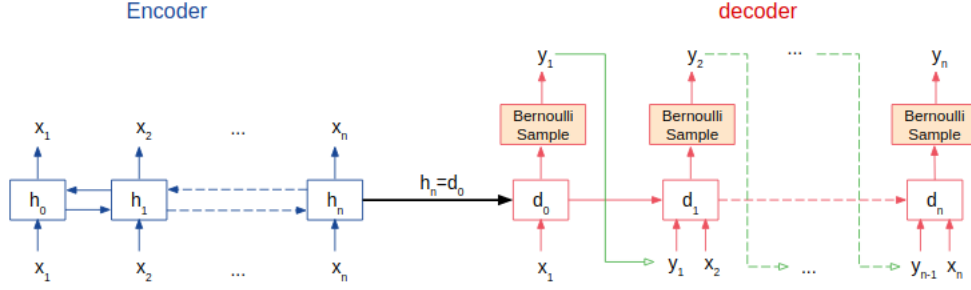 Encoder decoder
y₁ y₂ ... yₙ
Bernoulli Sample Bernoulli Sample Bernoulli Sample
x₁ x₂ ... xₙ
h₀ h₁ hₙ hₙ=d₀ d₀ d₁ dₙ
x₁ x₂ ... xₙ x₁ y₁ x₂ ... yₙ₋₁ xₙ